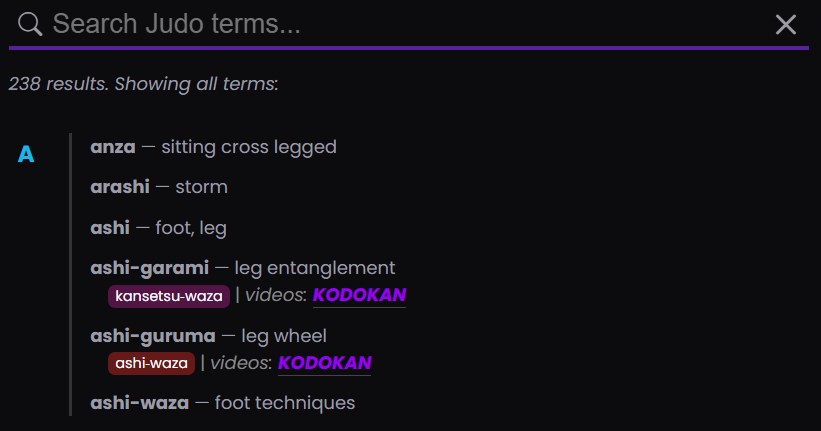 Search Judo terms...
238 results. Showing all terms:
A
anza — sitting cross legged
arashi — storm
ashi — foot, leg
ashi-garami — leg entanglement
kansetsu-waza | videos: KODOKAN
ashi-guruma — leg wheel
ashi-waza | videos: KODOKAN
ashi-waza — foot techniques